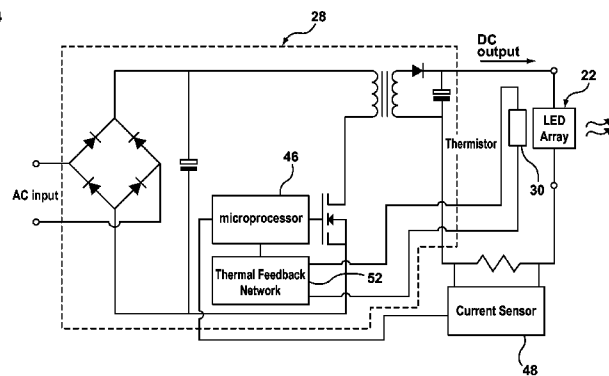 4
28
DC
output
22
LED
Array
Thermistor
30
AC input
46
microprocessor
Thermal Feedback
Network
52
Current Sensor
48